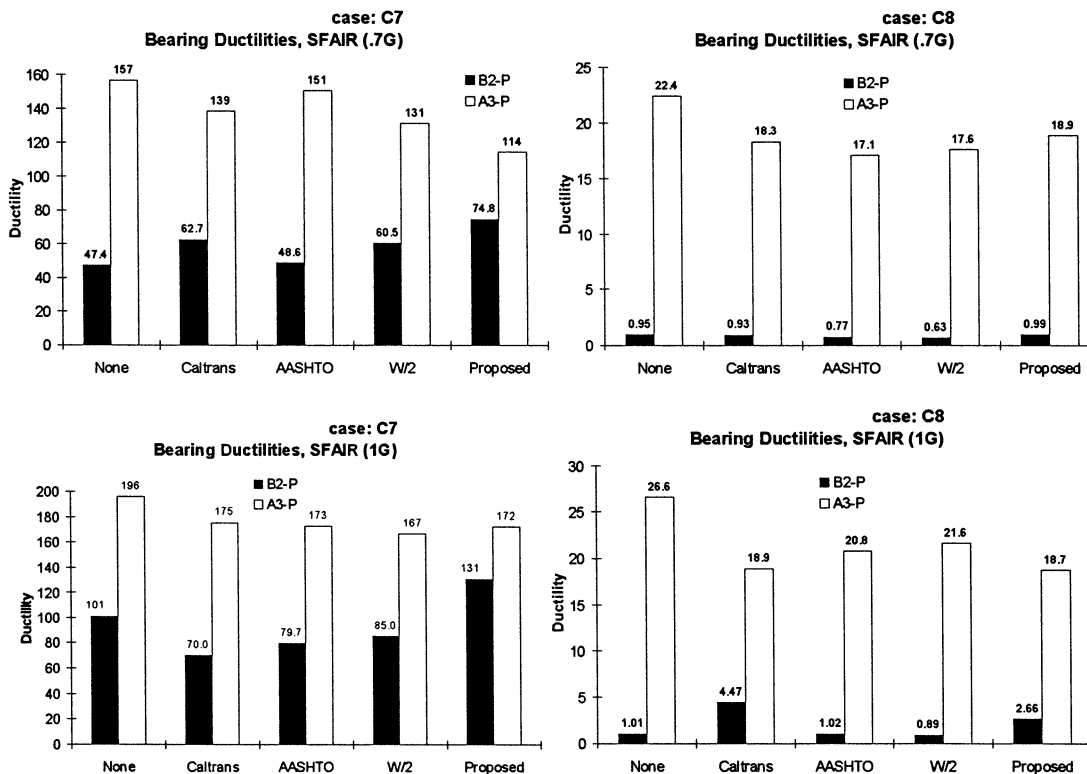 case: C7
Bearing Ductilities, SFAIR (.7G)
160
140
120
100
80
60
40
20
0
Ductility
B2-P
A3-P
157
139
151
131
114
47.4
62.7
48.6
60.5
74.8
None
Caltrans
AASHTO
W/2
Proposed
case: C8
Bearing Ductilities, SFAIR (.7G)
25
20
15
10
5
0
Ductility
B2-P
A3-P
22.4
18.3
17.1
17.6
18.9
0.95
0.93
0.77
0.63
0.99
None
Caltrans
AASHTO
W/2
Proposed
case: C7
Bearing Ductilities, SFAIR (1G)
200
180
160
140
120
100
80
60
40
20
0
Ductility
B2-P
A3-P
196
175
173
167
172
101
70.0
79.7
85.0
131
None
Caltrans
AASHTO
W/2
Proposed
case: C8
Bearing Ductilities, SFAIR (1G)
30
25
20
15
10
5
0
Ductility
B2-P
A3-P
26.6
18.9
20.8
21.6
18.7
1.01
4.47
1.02
0.89
2.66
None
Caltrans
AASHTO
W/2
Proposed